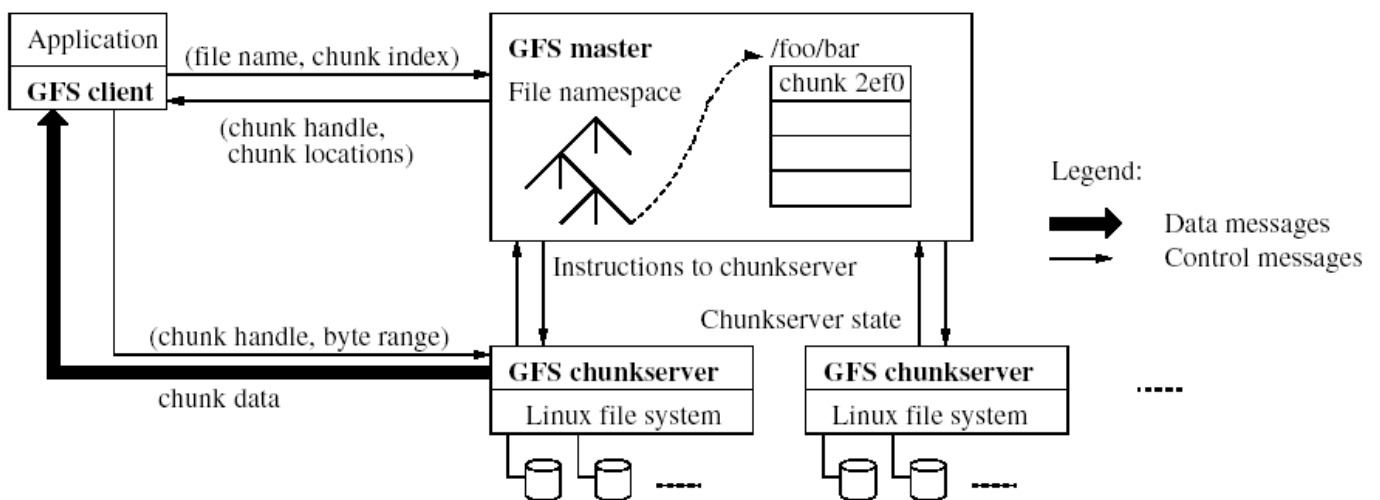 Application
GFS client
(file name, chunk index)
(chunk handle,
chunk locations)
GFS master
File namespace
/foo/bar
chunk 2ef0
Legend:
Data messages
Control messages
Instructions to chunkserver
Chunkserver state
(chunk handle, byte range)
chunk data
GFS chunkserver
Linux file system
GFS chunkserver
Linux file system